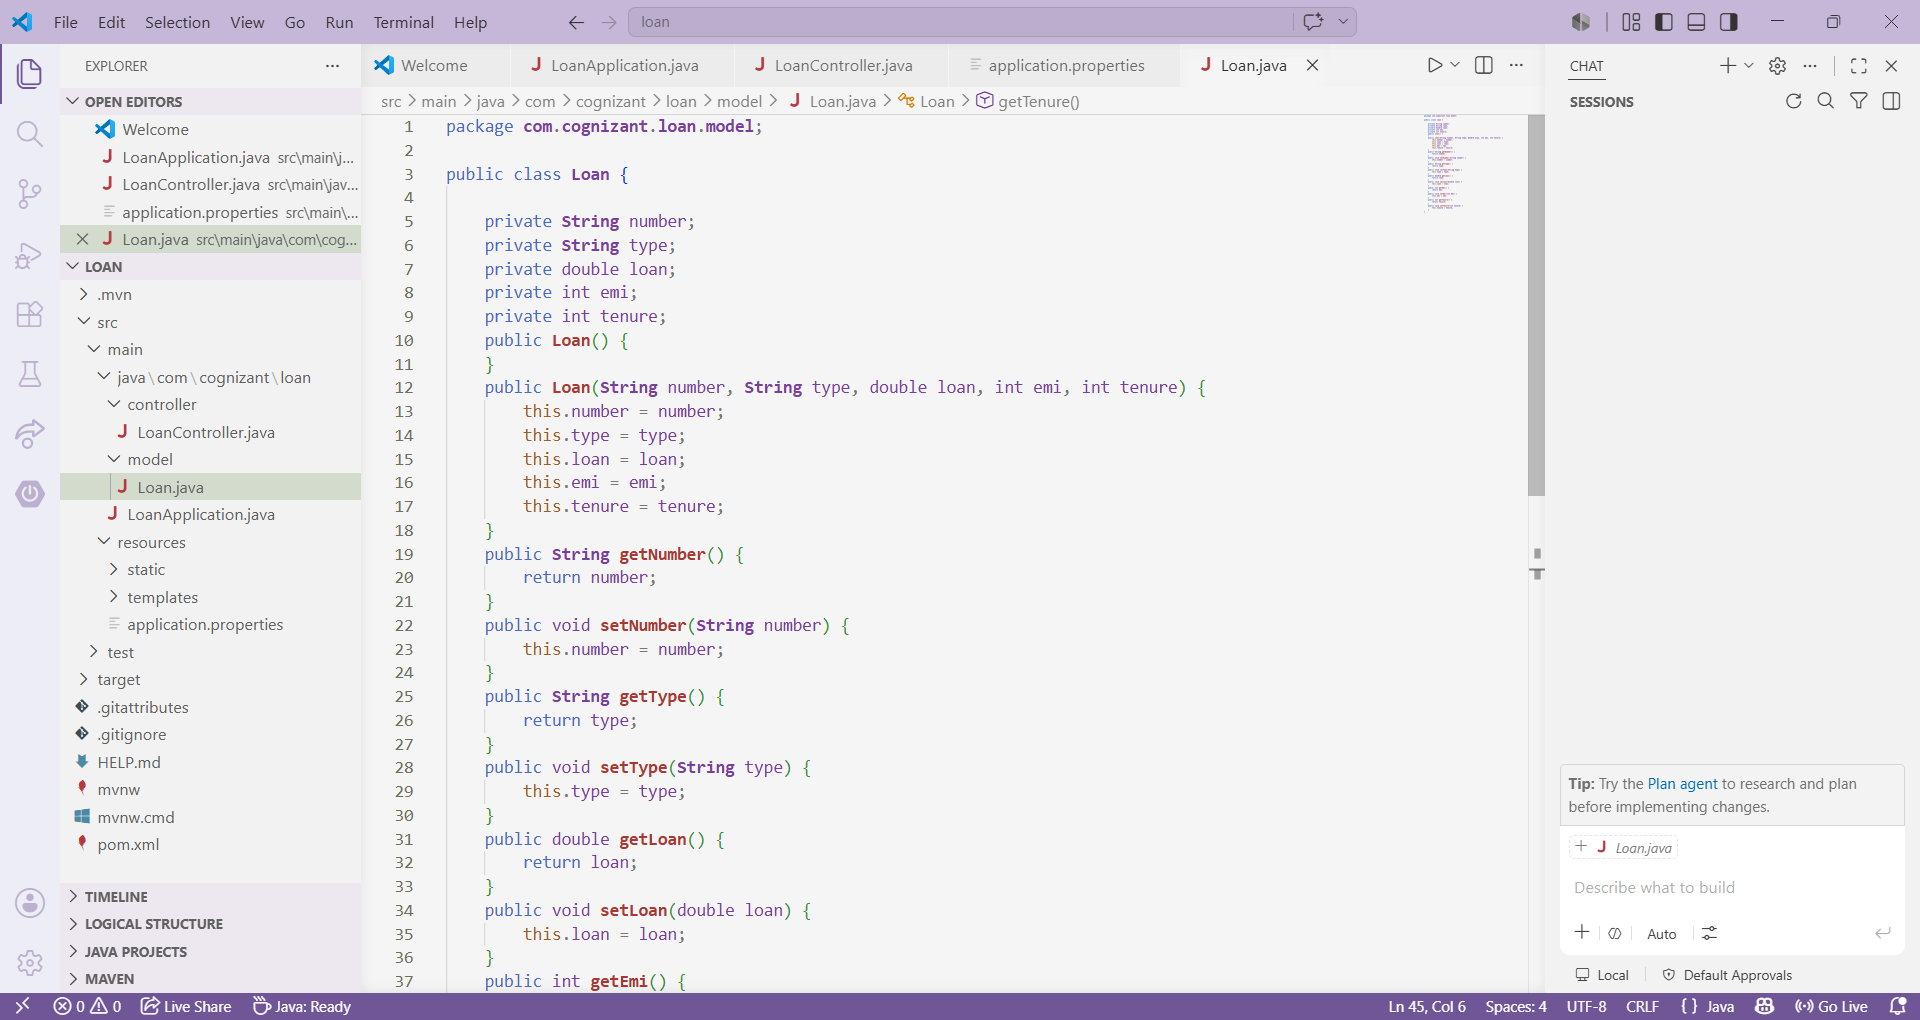 File Edit Selection View Go Run Terminal Help
loan
EXPLORER
OPEN EDITORS
Welcome
LoanApplication.java src\main\j...
LoanController.java src\main\jav...
application.properties src\main\...
Loan.java src\main\java\com\cog...
LOAN
.mvn
src
main
java\com\cognizant\loan
controller
LoanController.java
model
Loan.java
LoanApplication.java
resources
static
templates
application.properties
test
target
.gitattributes
.gitignore
HELP.md
mvnw
mvnw.cmd
pom.xml
TIMELINE
LOGICAL STRUCTURE
JAVA PROJECTS
MAVEN
Welcome LoanApplication.java LoanController.java application.properties Loan.java
src > main > java > com > cognizant > loan > model > Loan.java > Loan > getTenure()
1 package com.cognizant.loan.model;
2
3 public class Loan {
4
5 private String number;
6 private String type;
7 private double loan;
8 private int emi;
9 private int tenure;
10 public Loan() {
11 }
12 public Loan(String number, String type, double loan, int emi, int tenure) {
13 this.number = number;
14 this.type = type;
15 this.loan = loan;
16 this.emi = emi;
17 this.tenure = tenure;
18 }
19 public String getNumber() {
20 return number;
21 }
22 public void setNumber(String number) {
23 this.number = number;
24 }
25 public String getType() {
26 return type;
27 }
28 public void setType(String type) {
29 this.type = type;
30 }
31 public double getLoan() {
32 return loan;
33 }
34 public void setLoan(double loan) {
35 this.loan = loan;
36 }
37 public int getEmi() {
CHAT
SESSIONS
Tip: Try the Plan agent to research and plan
before implementing changes.
Loan.java
Describe what to build
Auto
Local Default Approvals
0 0 Live Share Java: Ready Ln 45, Col 6 Spaces: 4 UTF-8 CRLF {} Java Go Live